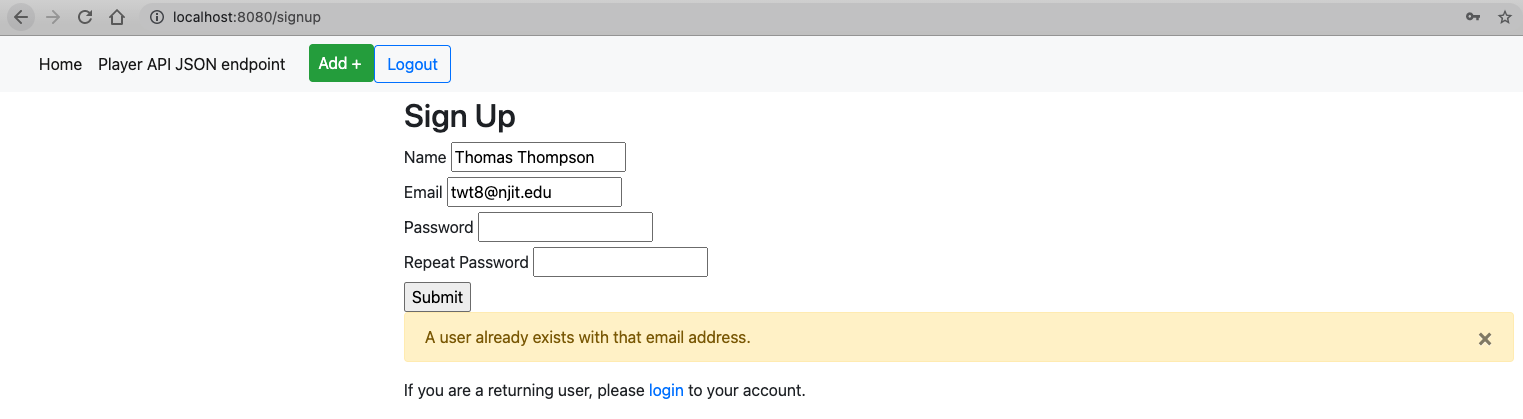 localhost:8080/signup
Home Player API JSON endpoint Add + Logout
Sign Up
Name Thomas Thompson
Email twt8@njit.edu
Password
Repeat Password
Submit
A user already exists with that email address. ×
If you are a returning user, please login to your account.